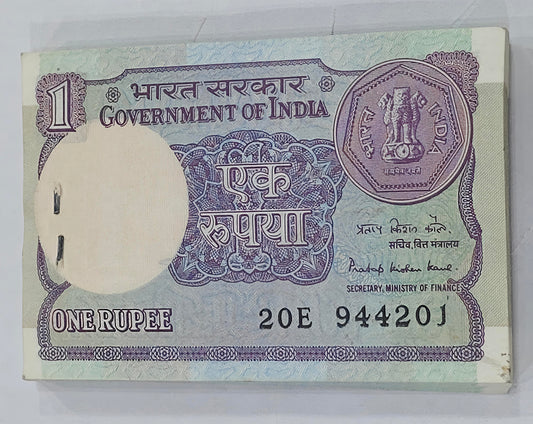 1
भारत सरकार
GOVERNMENT OF INDIA
भारत INDIA
सत्यमेव जयते
एक
रूपया
प्रताप किशन कौल
सचिव, वित्त मंत्रालय
Pratap Kishen Kaul.
SECRETARY, MINISTRY OF FINANCE
ONE RUPEE
20E 944201